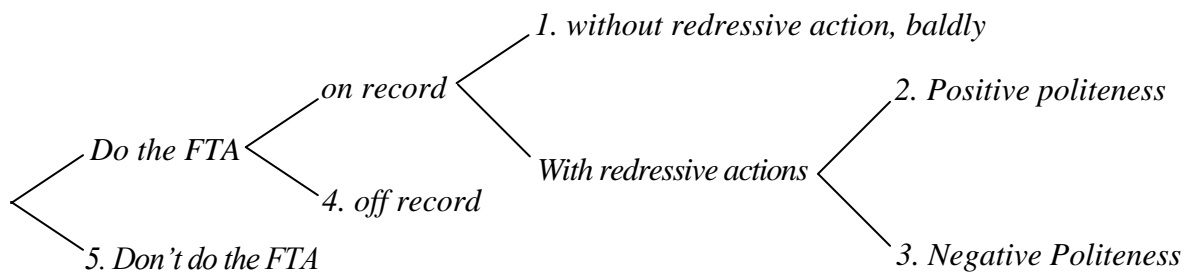 1. without redressive action, baldly
on record
2. Positive politeness
Do the FTA
With redressive actions
4. off record
5. Don't do the FTA
3. Negative Politeness